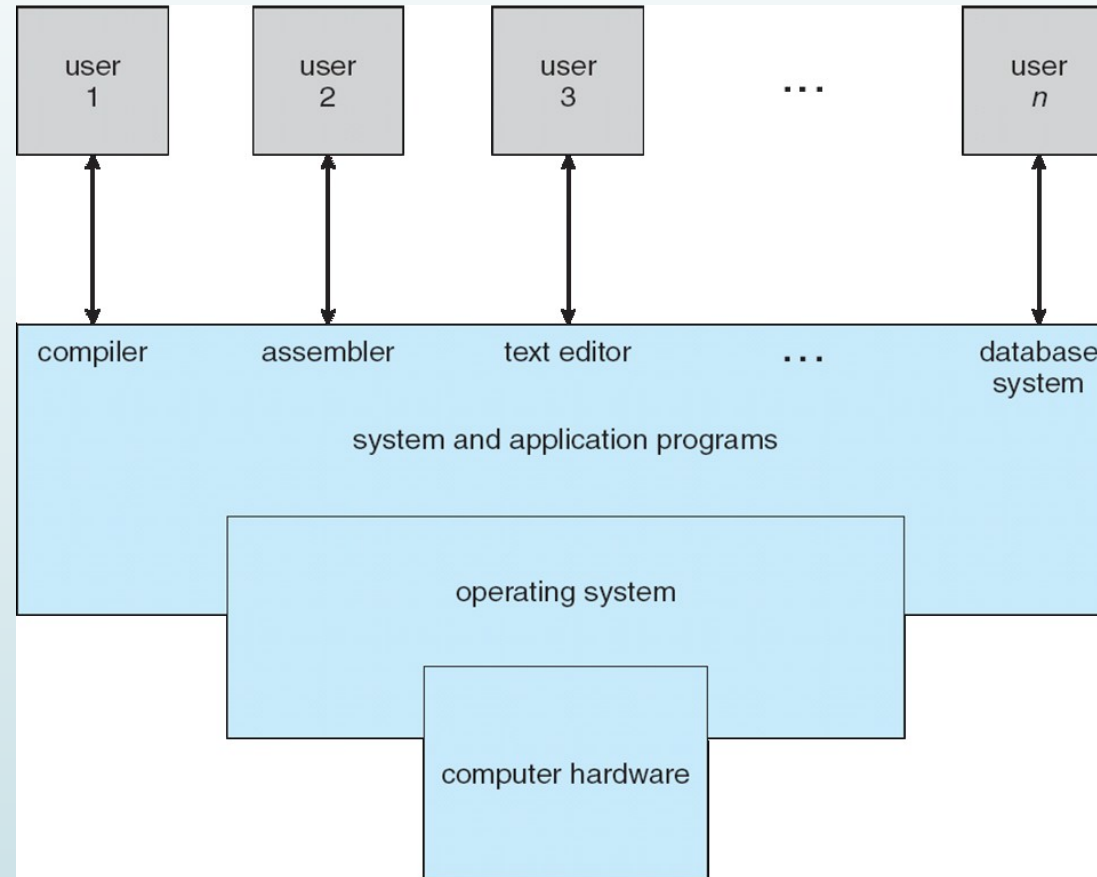 user
1
user
2
user
3
...
user
n
compiler
assembler
text editor
...
database
system
system and application programs
operating system
computer hardware